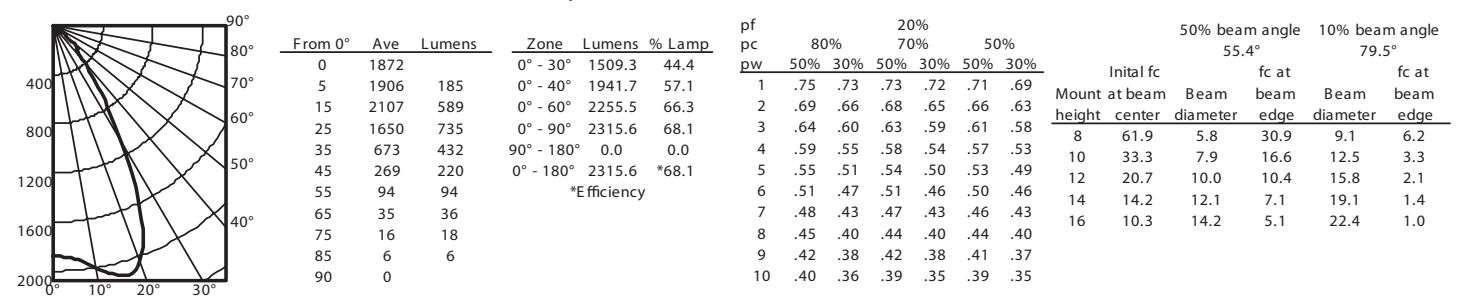 90°
80°
70°
60°
50°
40°
400
800
1200
1600
2000
0° 10° 20° 30°
From 0° Ave Lumens
0 1872
5 1906 185
15 2107 589
25 1650 735
35 673 432
45 269 220
55 94 94
65 35 36
75 16 18
85 6 6
90 0
Zone Lumens % Lamp
0° - 30° 1509.3 44.4
0° - 40° 1941.7 57.1
0° - 60° 2255.5 66.3
0° - 90° 2315.6 68.1
90° - 180° 0.0 0.0
0° - 180° 2315.6 *68.1
*Efficiency
pf 20%
pc 80% 70% 50%
pw 50% 30% 50% 30% 50% 30%
1 .75 .73 .73 .72 .71 .69
2 .69 .66 .68 .65 .66 .63
3 .64 .60 .63 .59 .61 .58
4 .59 .55 .58 .54 .57 .53
5 .55 .51 .54 .50 .53 .49
6 .51 .47 .51 .46 .50 .46
7 .48 .43 .47 .43 .46 .43
8 .45 .40 .44 .40 .44 .40
9 .42 .38 .42 .38 .41 .37
10 .40 .36 .39 .35 .39 .35
50% beam angle 10% beam angle
55.4° 79.5°
Inital fc fc at fc at
Mount at beam Beam beam Beam beam
height center diameter edge diameter edge
8 61.9 5.8 30.9 9.1 6.2
10 33.3 7.9 16.6 12.5 3.3
12 20.7 10.0 10.4 15.8 2.1
14 14.2 12.1 7.1 19.1 1.4
16 10.3 14.2 5.1 22.4 1.0